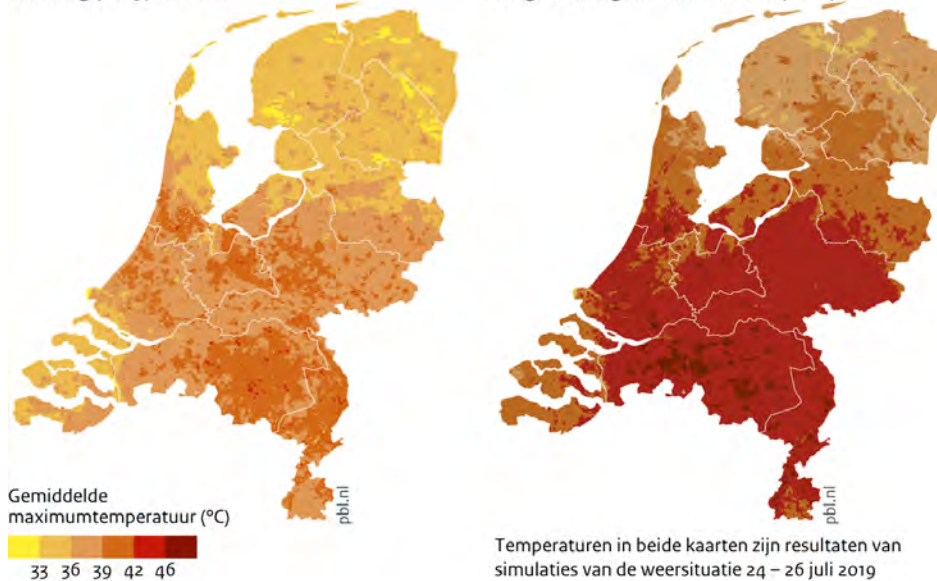 Gemiddelde
maximumtemperatuur (°C)
33 36 39 42 46
pbl.nl
pbl.nl
Temperaturen in beide kaarten zijn resultaten van
simulaties van de weersituatie 24 – 26 juli 2019